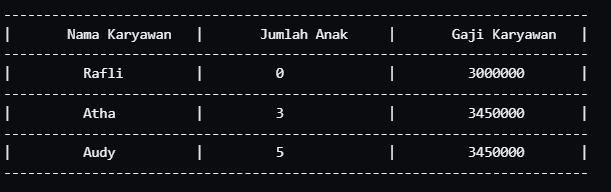 | Nama Karyawan | Jumlah Anak | Gaji Karyawan |
| Rafli | 0 | 3000000 |
| Atha | 3 | 3450000 |
| Audy | 5 | 3450000 |